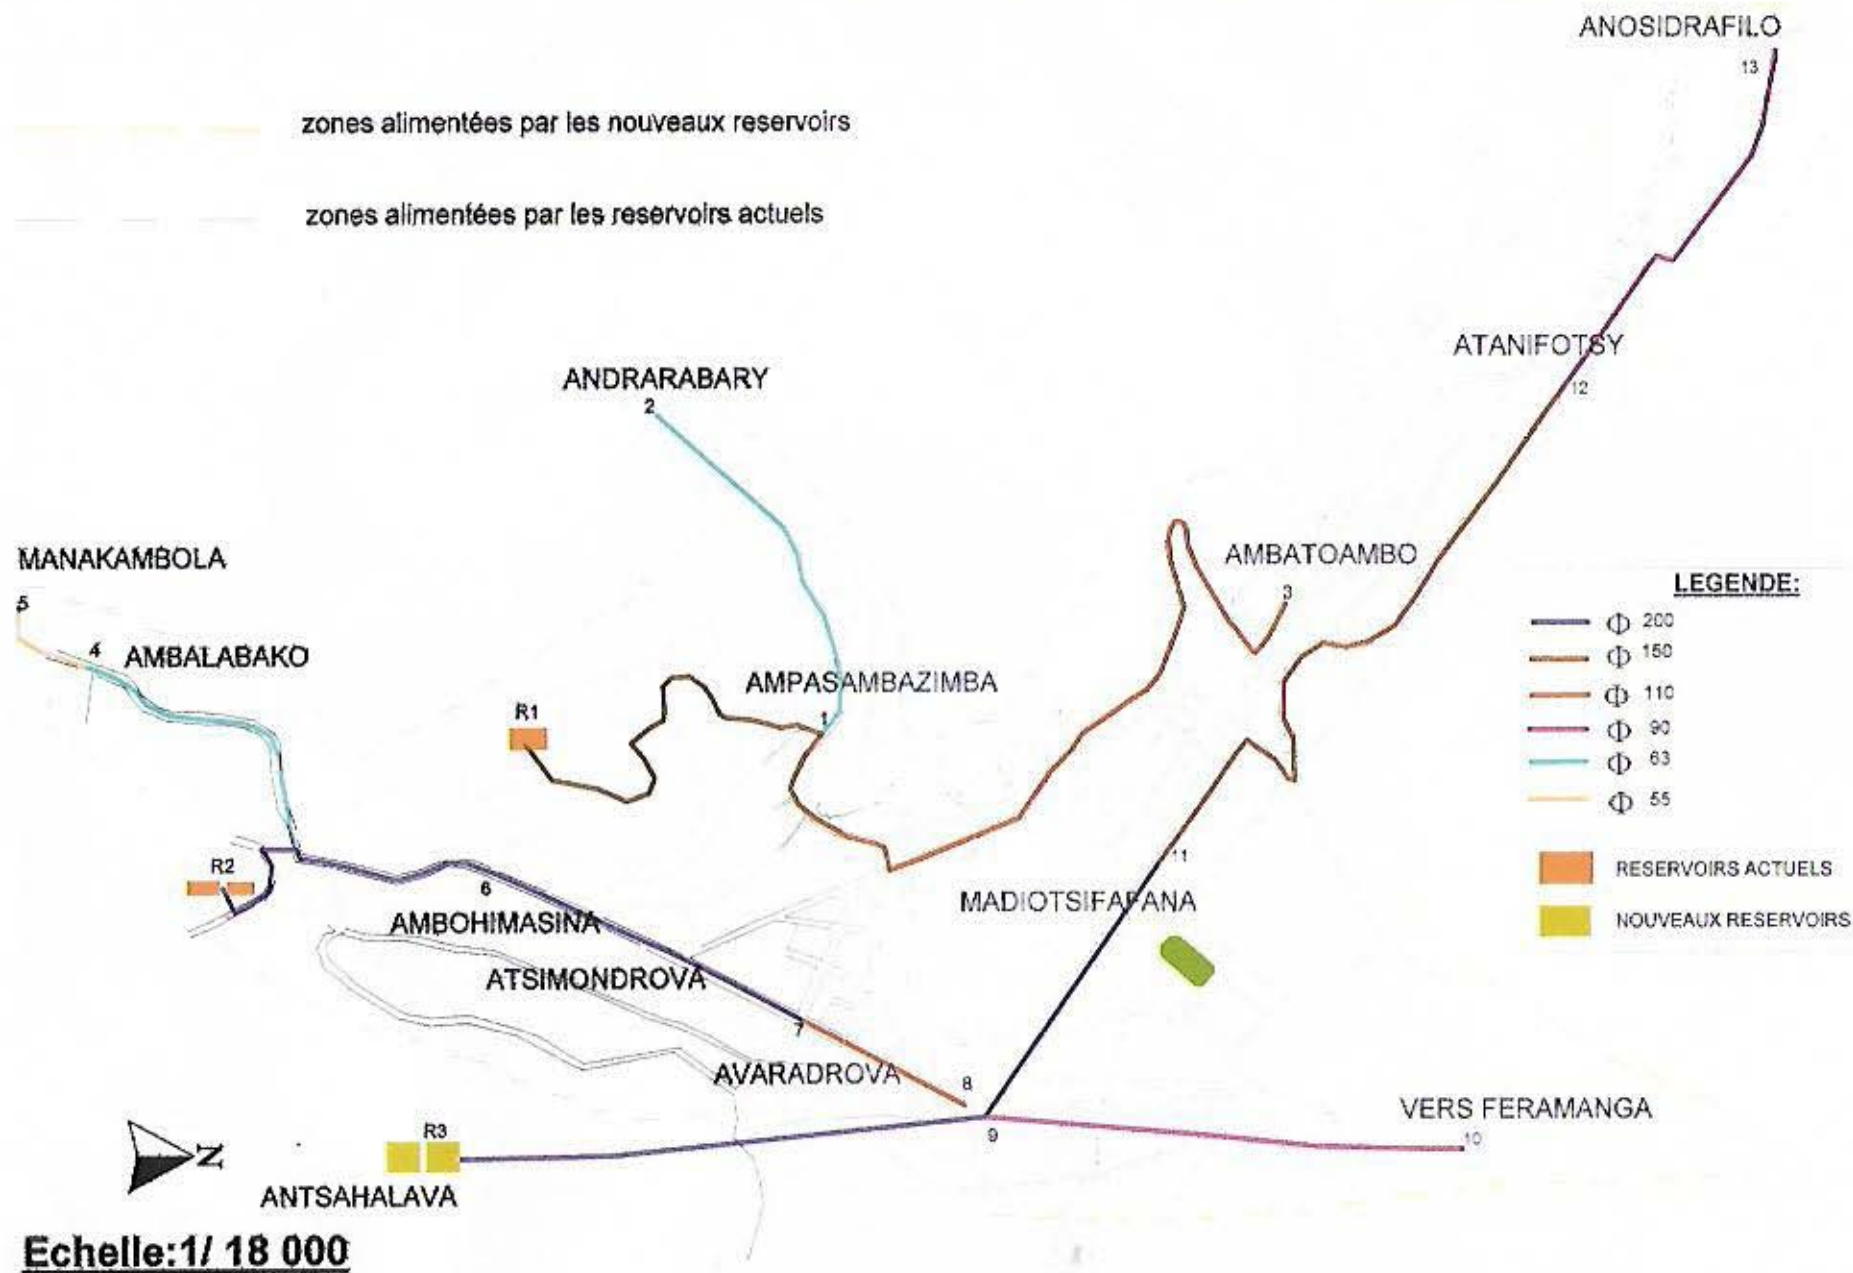 ANOSIDRAFILO
13
zones alimentées par les nouveaux reservoirs
zones alimentées par les reservoirs actuels
ATANIFOTSY
12
ANDRARABARY
2
MANAKAMBOLA
5
AMBATOAMBO
3
LEGENDE:
Φ 200
Φ 150
Φ 110
Φ 90
Φ 63
Φ 55
4
AMBALABAKO
AMPASAMBAZIMBA
R1
1
R2
6
11
RESERVOIRS ACTUELS
MADIOTSIFAFANA
NOUVEAUX RESERVOIRS
AMBOHIMASINA
ATSIMONDROVA
7
AVARADROVA
8
VERS FERAMANGA
9
10
R3
N
ANTSAHALAVA
Echelle:1/ 18 000